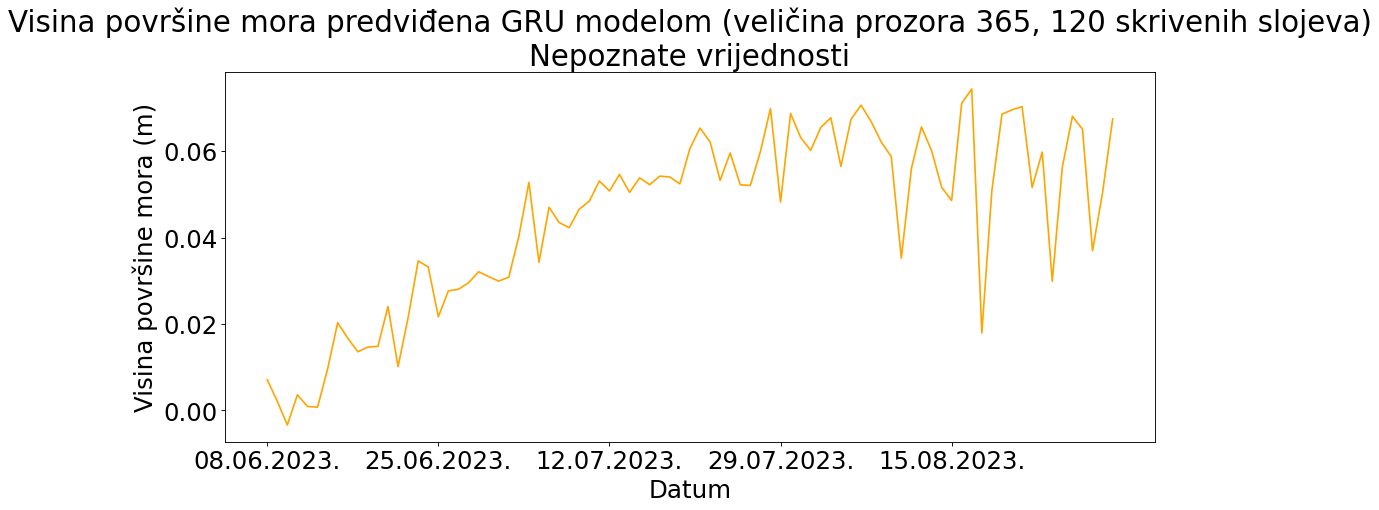 Visina površine mora predviđena GRU modelom (veličina prozora 365, 120 skrivenih slojeva)
Nepoznate vrijednosti
Visina površine mora (m)
0.06
0.04
0.02
0.00
08.06.2023. 25.06.2023. 12.07.2023. 29.07.2023. 15.08.2023.
Datum